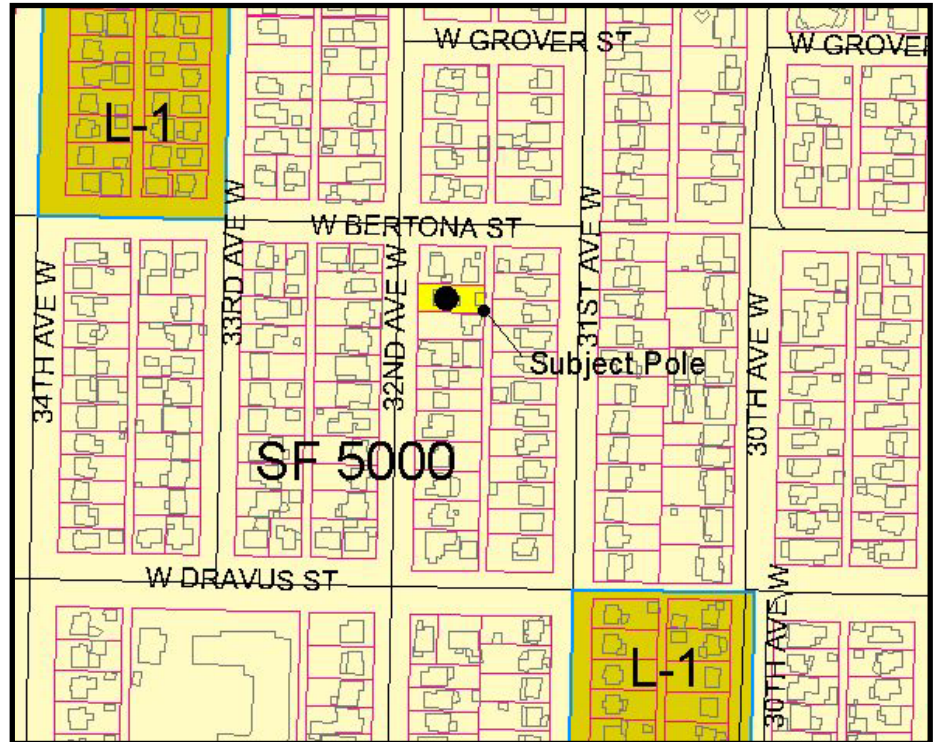 W GROVER ST
W GROVE
L-1
W BERTONA ST
34TH AVE W
33RD AVE W
32ND AVE W
31ST AVE W
30TH AVE W
Subject Pole
SF 5000
W DRAVUS ST
L-1
30TH AVE W